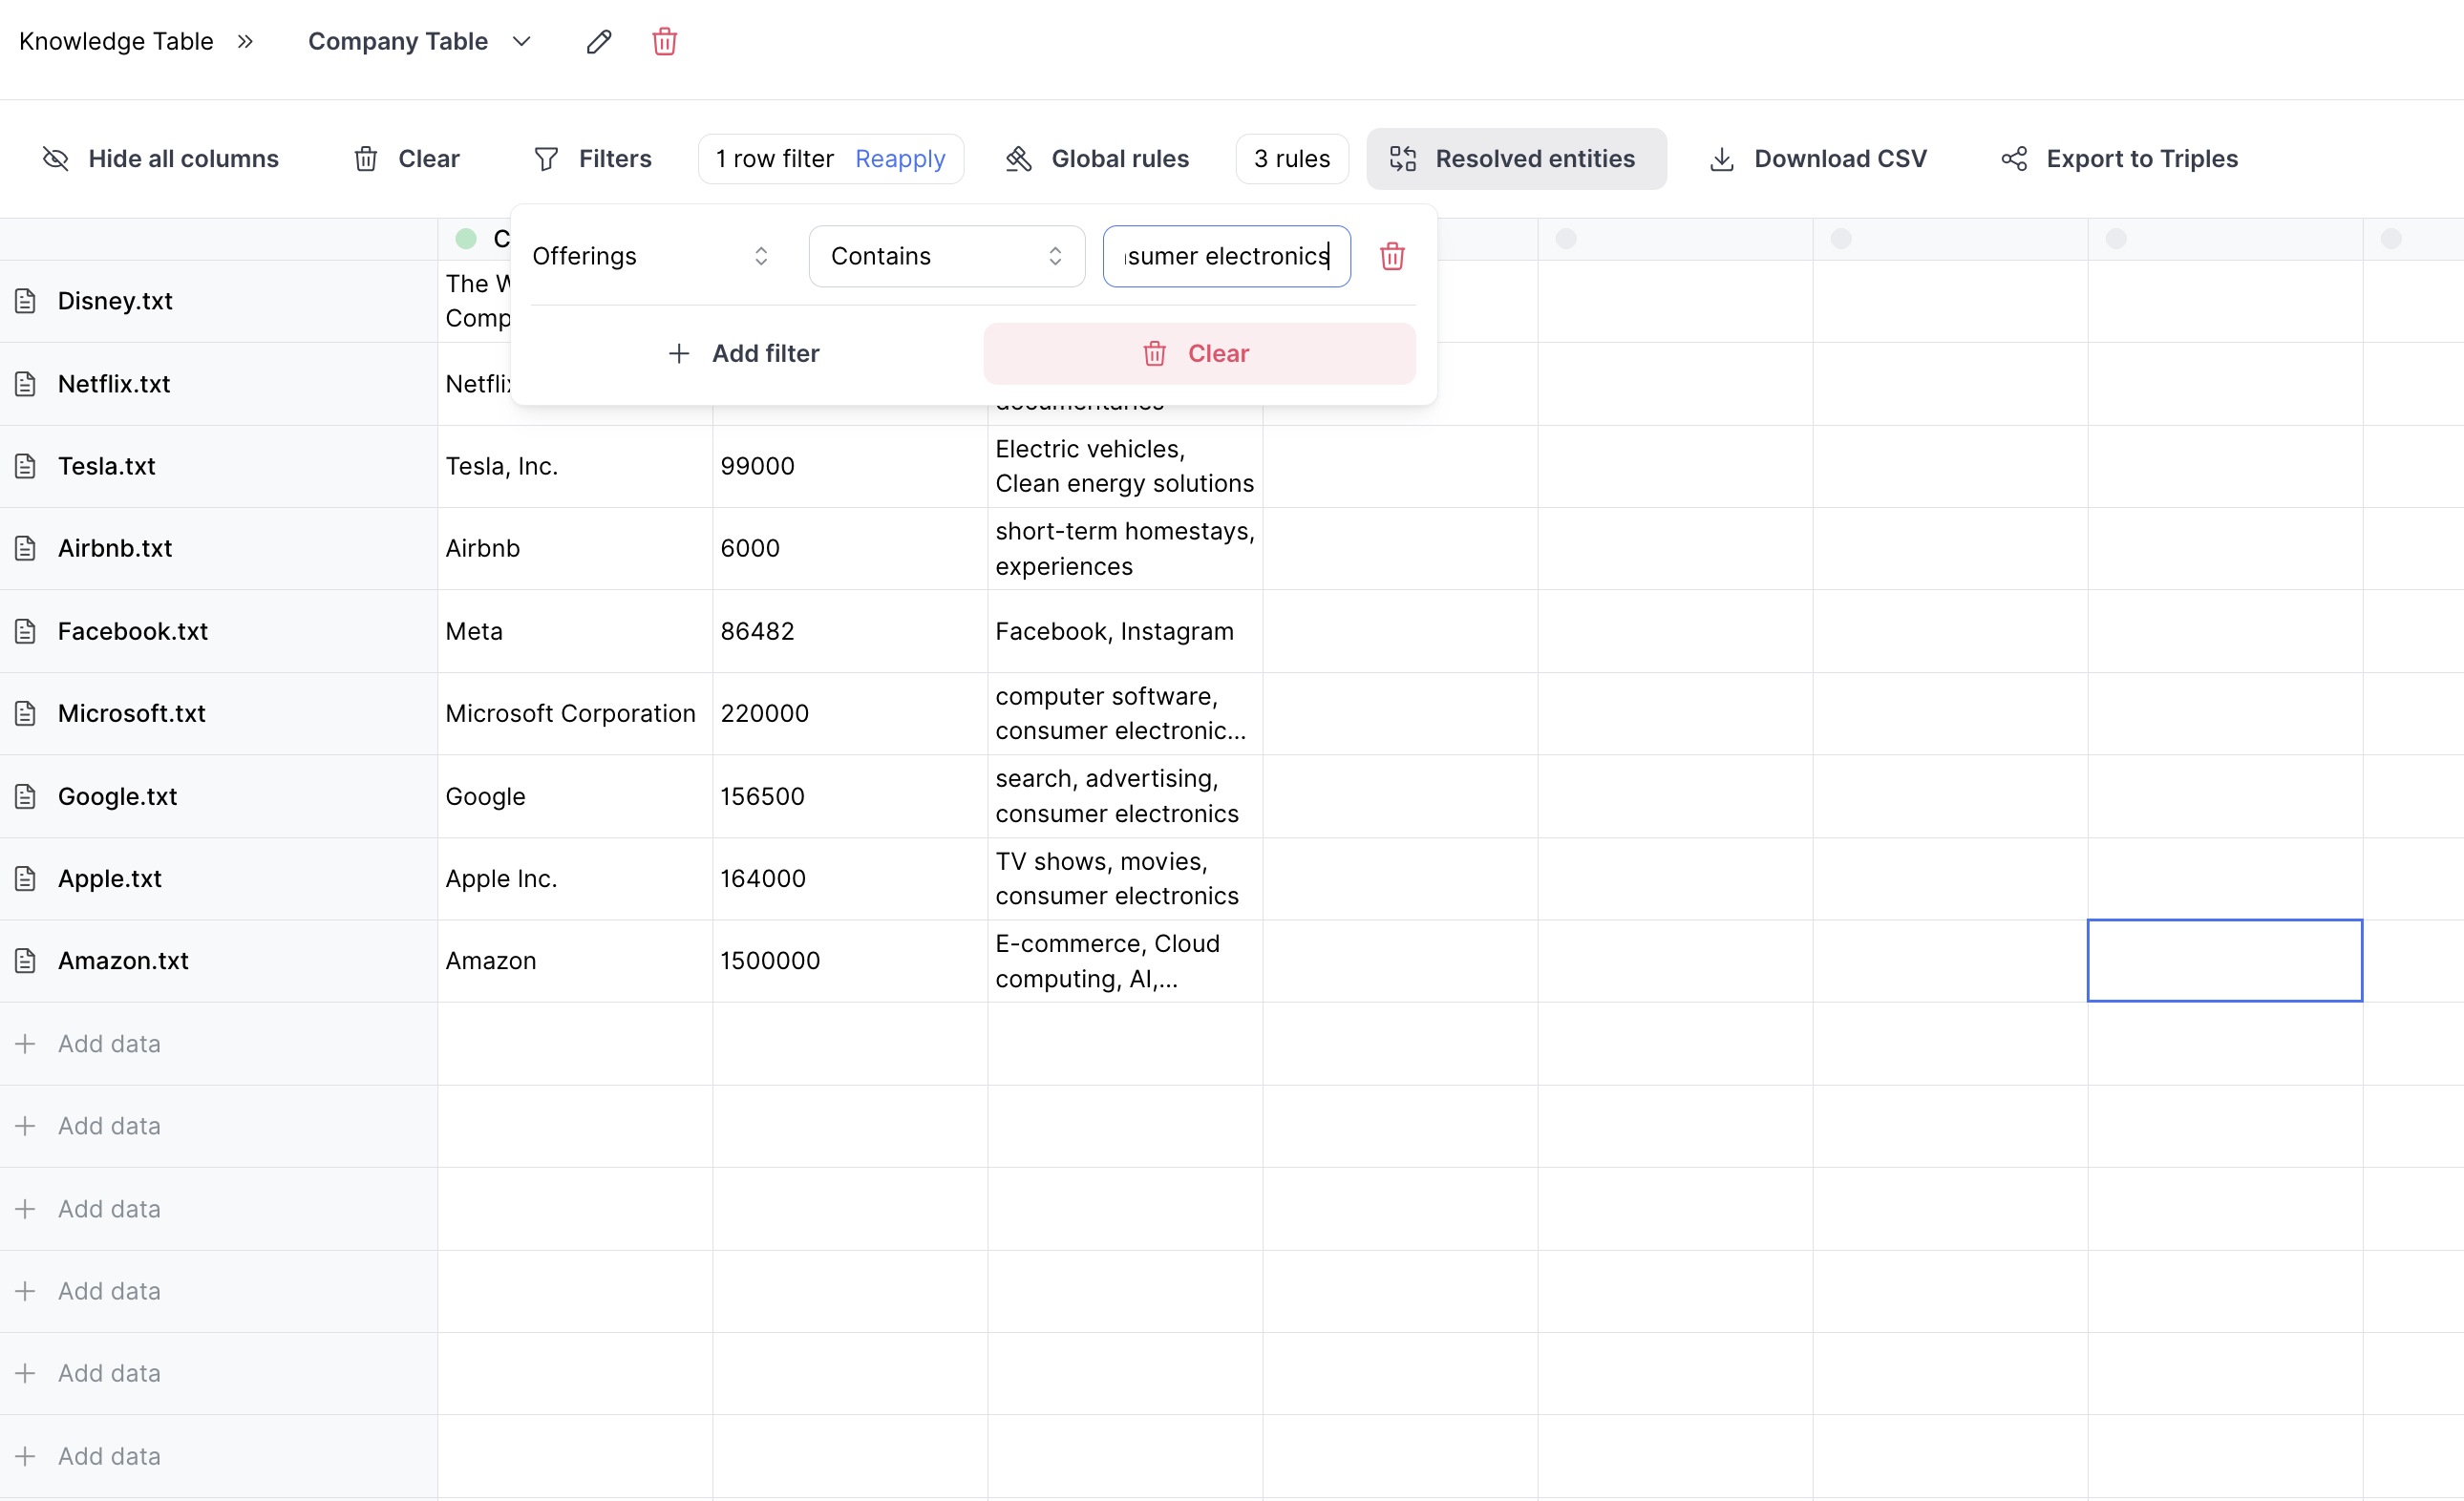 Knowledge Table » Company Table
Hide all columns Clear Filters 1 row filter Reapply Global rules 3 rules Resolved entities Download CSV Export to Triples
Offerings Contains sumer electronics
Add filter Clear
Disney.txt The
Comp
Netflix.txt Netflix
Tesla.txt Tesla, Inc. 99000 Electric vehicles,
Clean energy solutions
Airbnb.txt Airbnb 6000 short-term homestays,
experiences
Facebook.txt Meta 86482 Facebook, Instagram
Microsoft.txt Microsoft Corporation 220000 computer software,
consumer electronic...
Google.txt Google 156500 search, advertising,
consumer electronics
Apple.txt Apple Inc. 164000 TV shows, movies,
consumer electronics
Amazon.txt Amazon 1500000 E-commerce, Cloud
computing, AI,...
Add data
Add data
Add data
Add data
Add data
Add data